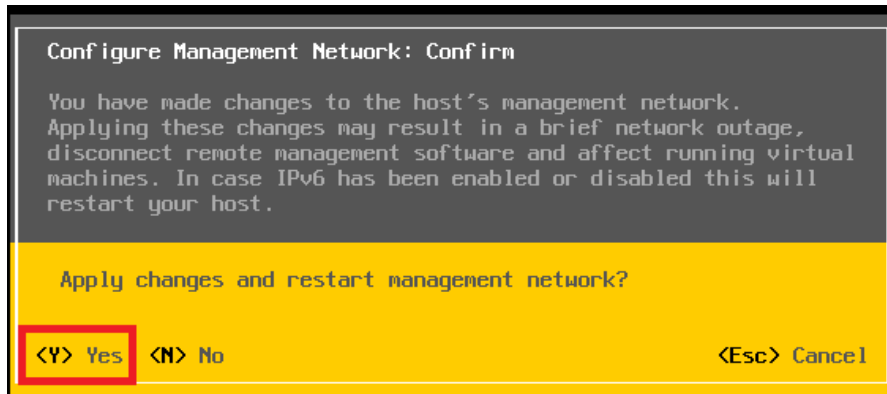 Configure Management Network: Confirm
You have made changes to the host's management network.
Applying these changes may result in a brief network outage,
disconnect remote management software and affect running virtual
machines. In case IPv6 has been enabled or disabled this will
restart your host.
Apply changes and restart management network?
<Y> Yes <N> No <Esc> Cancel